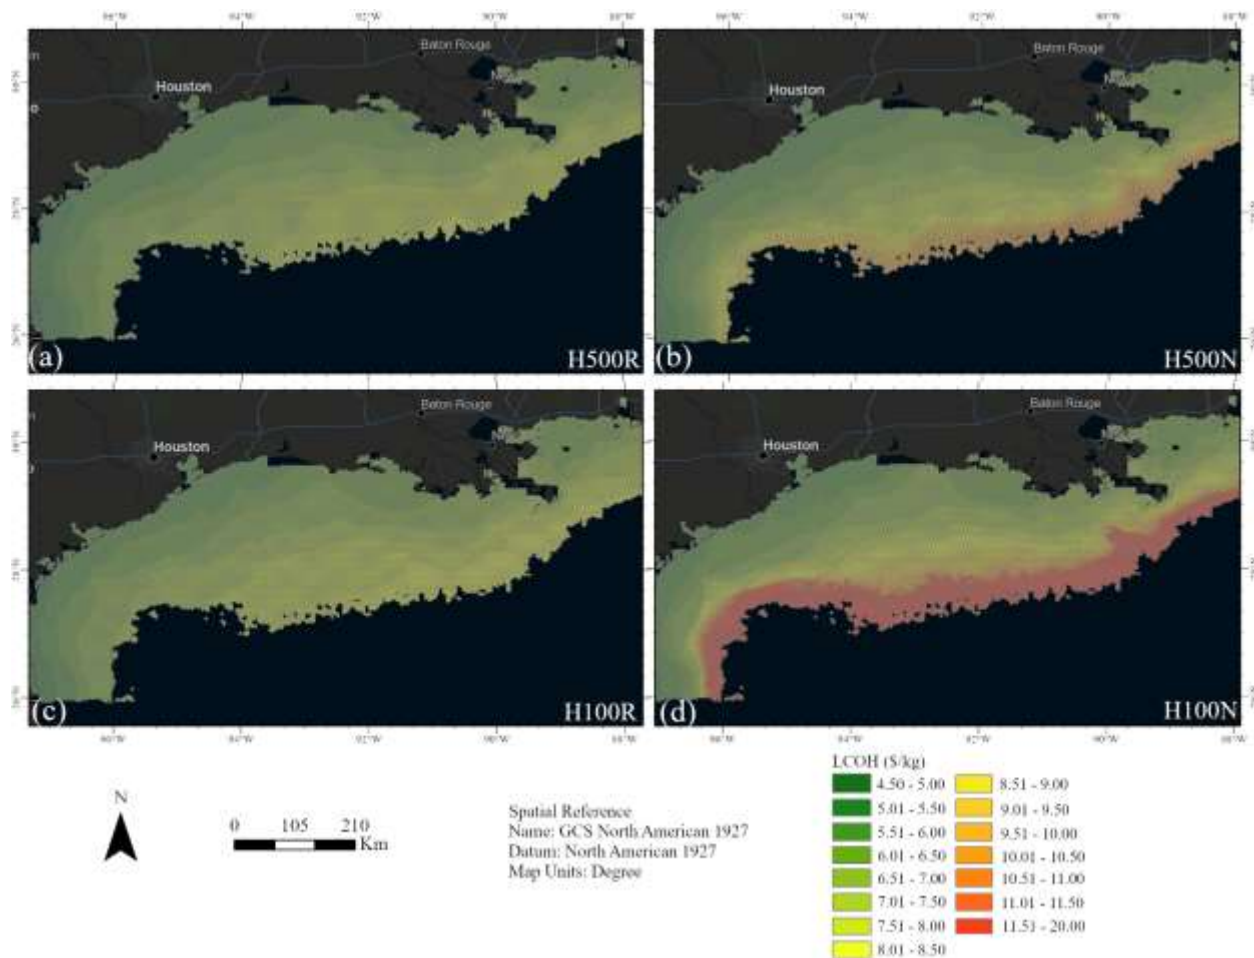 Baton Rouge
Houston
(a)
H500R
Baton Rouge
Houston
(b)
H500N
Baton Rouge
Houston
(c)
H100R
Baton Rouge
Houston
(d)
H100N
N
0 105 210
Km
Spatial Reference
Name: GCS North American 1927
Datum: North American 1927
Map Units: Degree
LCOH ($/kg)
4.50 - 5.00
5.01 - 5.50
5.51 - 6.00
6.01 - 6.50
6.51 - 7.00
7.01 - 7.50
7.51 - 8.00
8.01 - 8.50
8.51 - 9.00
9.01 - 9.50
9.51 - 10.00
10.01 - 10.50
10.51 - 11.00
11.01 - 11.50
11.51 - 20.00